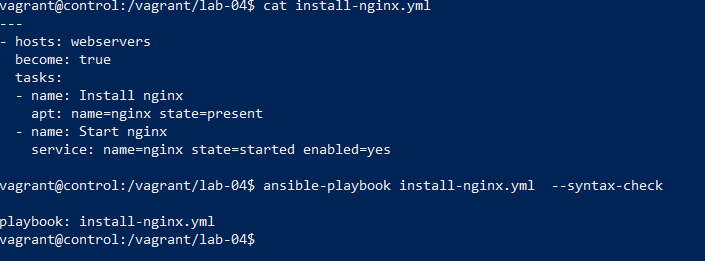 vagrant@control:/vagrant/lab-04$ cat install-nginx.yml
---
- hosts: webservers
  become: true
  tasks:
  - name: Install nginx
    apt: name=nginx state=present
  - name: Start nginx
    service: name=nginx state=started enabled=yes

vagrant@control:/vagrant/lab-04$ ansible-playbook install-nginx.yml  --syntax-check

playbook: install-nginx.yml
vagrant@control:/vagrant/lab-04$